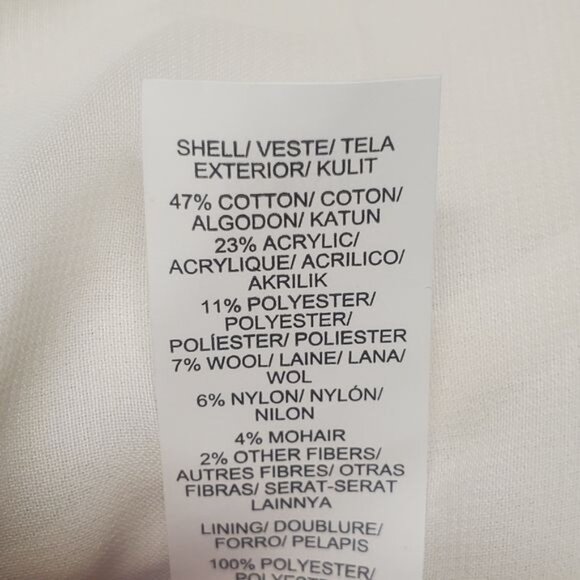 SHELL/ VESTE/ TELA
EXTERIOR/ KULIT
47% COTTON/ COTON/
ALGODON/ KATUN
23% ACRYLIC/
ACRYLIQUE/ ACRILICO/
AKRILIK
11% POLYESTER/
POLYESTER/
POLÍESTER/ POLIESTER
7% WOOL/ LAINE/ LANA/
WOL
6% NYLON/ NYLÓN/
NILON
4% MOHAIR
2% OTHER FIBERS/
AUTRES FIBRES/ OTRAS
FIBRAS/ SERAT-SERAT
LAINNYA
LINING/ DOUBLURE/
FORRO/ PELAPIS
100% POLYESTER/